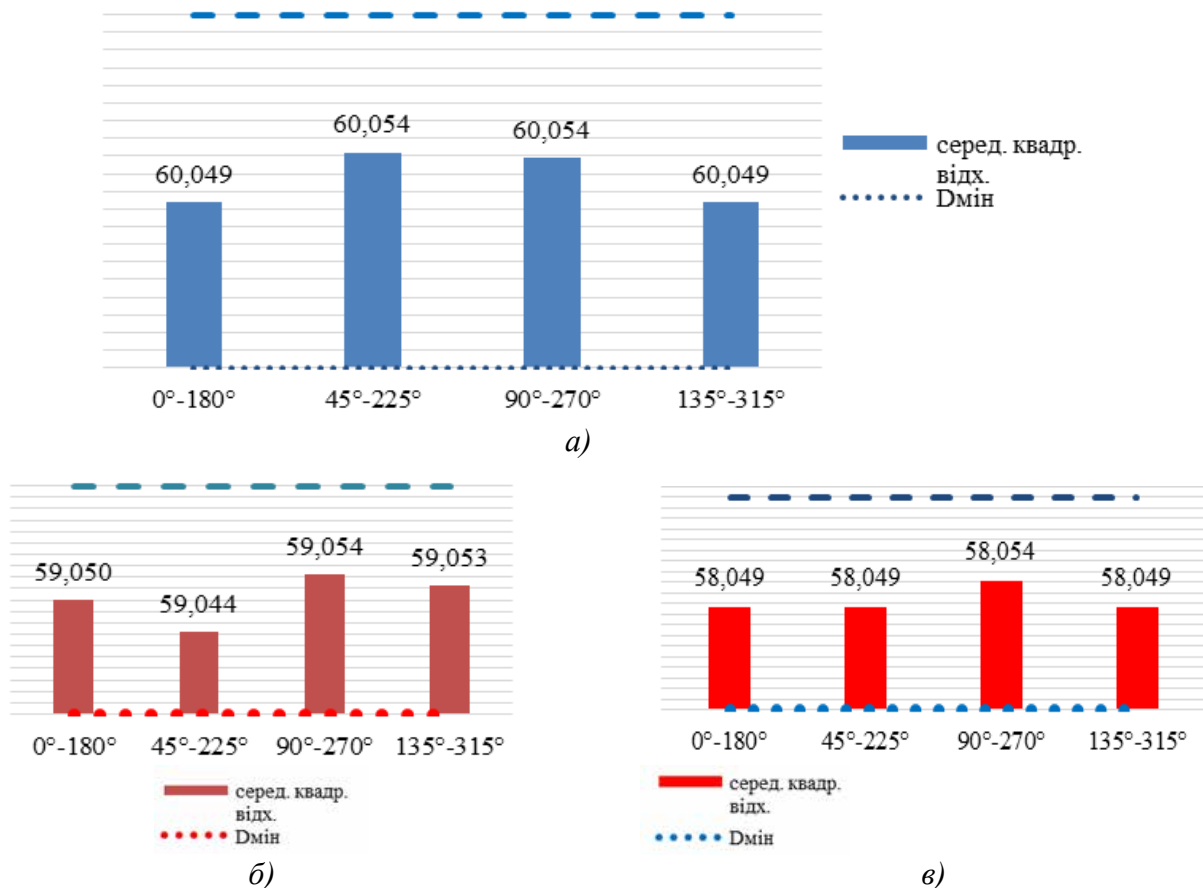 60,054
60,054
60,049
60,049
серед. квадр.
відх.
Dмін
0°-180°
45°-225°
90°-270°
135°-315°
а)
59,050
59,044
59,054
59,053
0°-180°
45°-225°
90°-270°
135°-315°
серед. квадр.
відх.
Dмін
б)
58,049
58,049
58,054
58,049
0°-180°
45°-225°
90°-270°
135°-315°
серед. квадр.
відх.
Dмін
в)